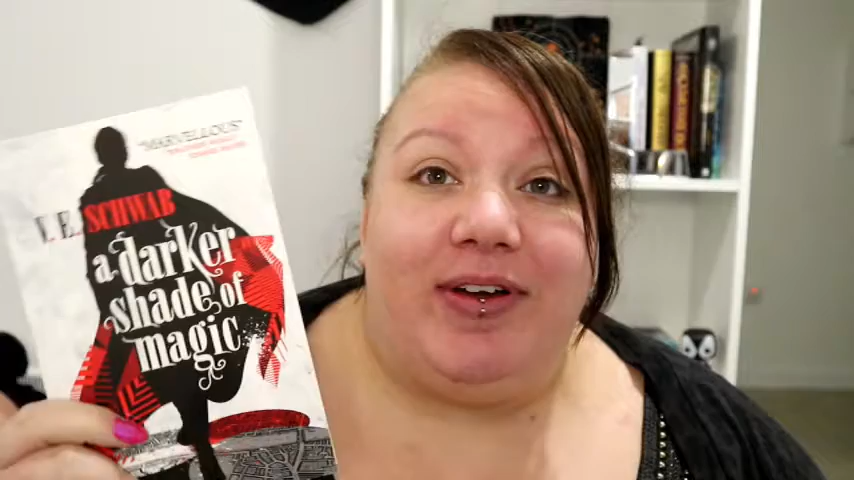 "MARVELLOUS"
V. E. SCHWAB
a darker
shade of
magic